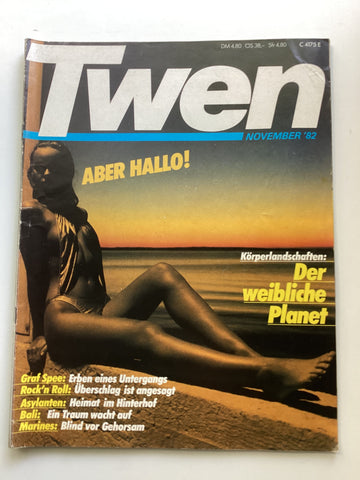 DM 4.80 ÖS 38,- Sfr 4.80 C 4175 E
Twen
NOVEMBER '82
ABER HALLO!
Körperlandschaften:
Der
weibliche
Planet
Graf Spee: Erben eines Untergangs
Rock'n Roll: Überschlag ist angesagt
Asylanten: Heimat im Hinterhof
Bali: Ein Traum wacht auf
Marines: Blind vor Gehorsam